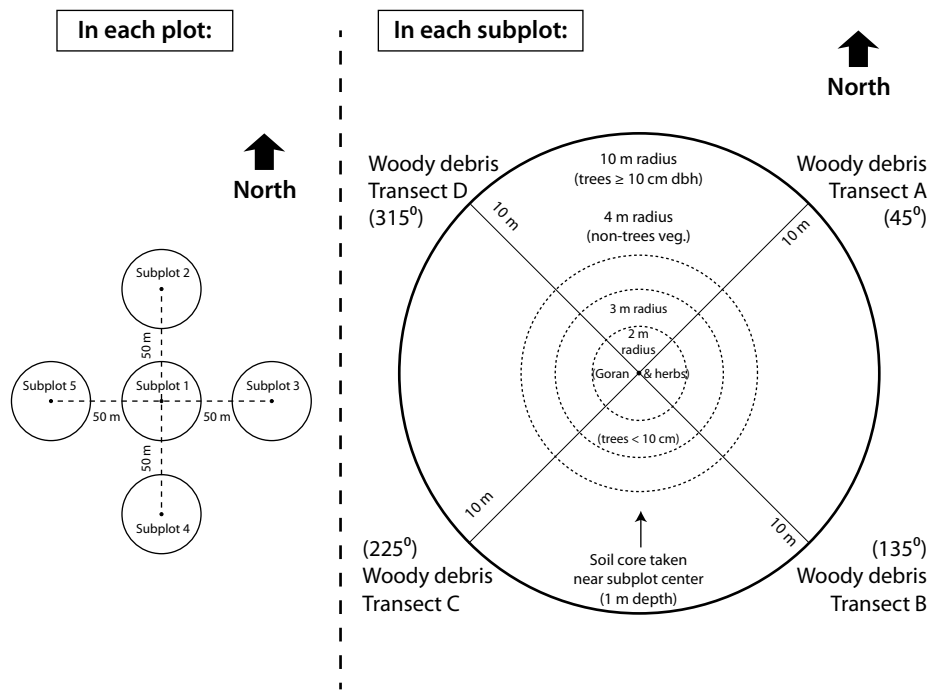 In each plot:
North
Subplot 2
50 m
Subplot 5
Subplot 1
Subplot 3
50 m
50 m
50 m
Subplot 4
In each subplot:
North
Woody debris
Transect D
(315⁰)
10 m radius
(trees ≥ 10 cm dbh)
Woody debris
Transect A
(45⁰)
10 m
10 m
4 m radius
(non-trees veg.)
3 m radius
2 m
radius
(Goran & herbs)
(trees < 10 cm)
10 m
10 m
Soil core taken
near subplot center
(1 m depth)
(225⁰)
Woody debris
Transect C
(135⁰)
Woody debris
Transect B